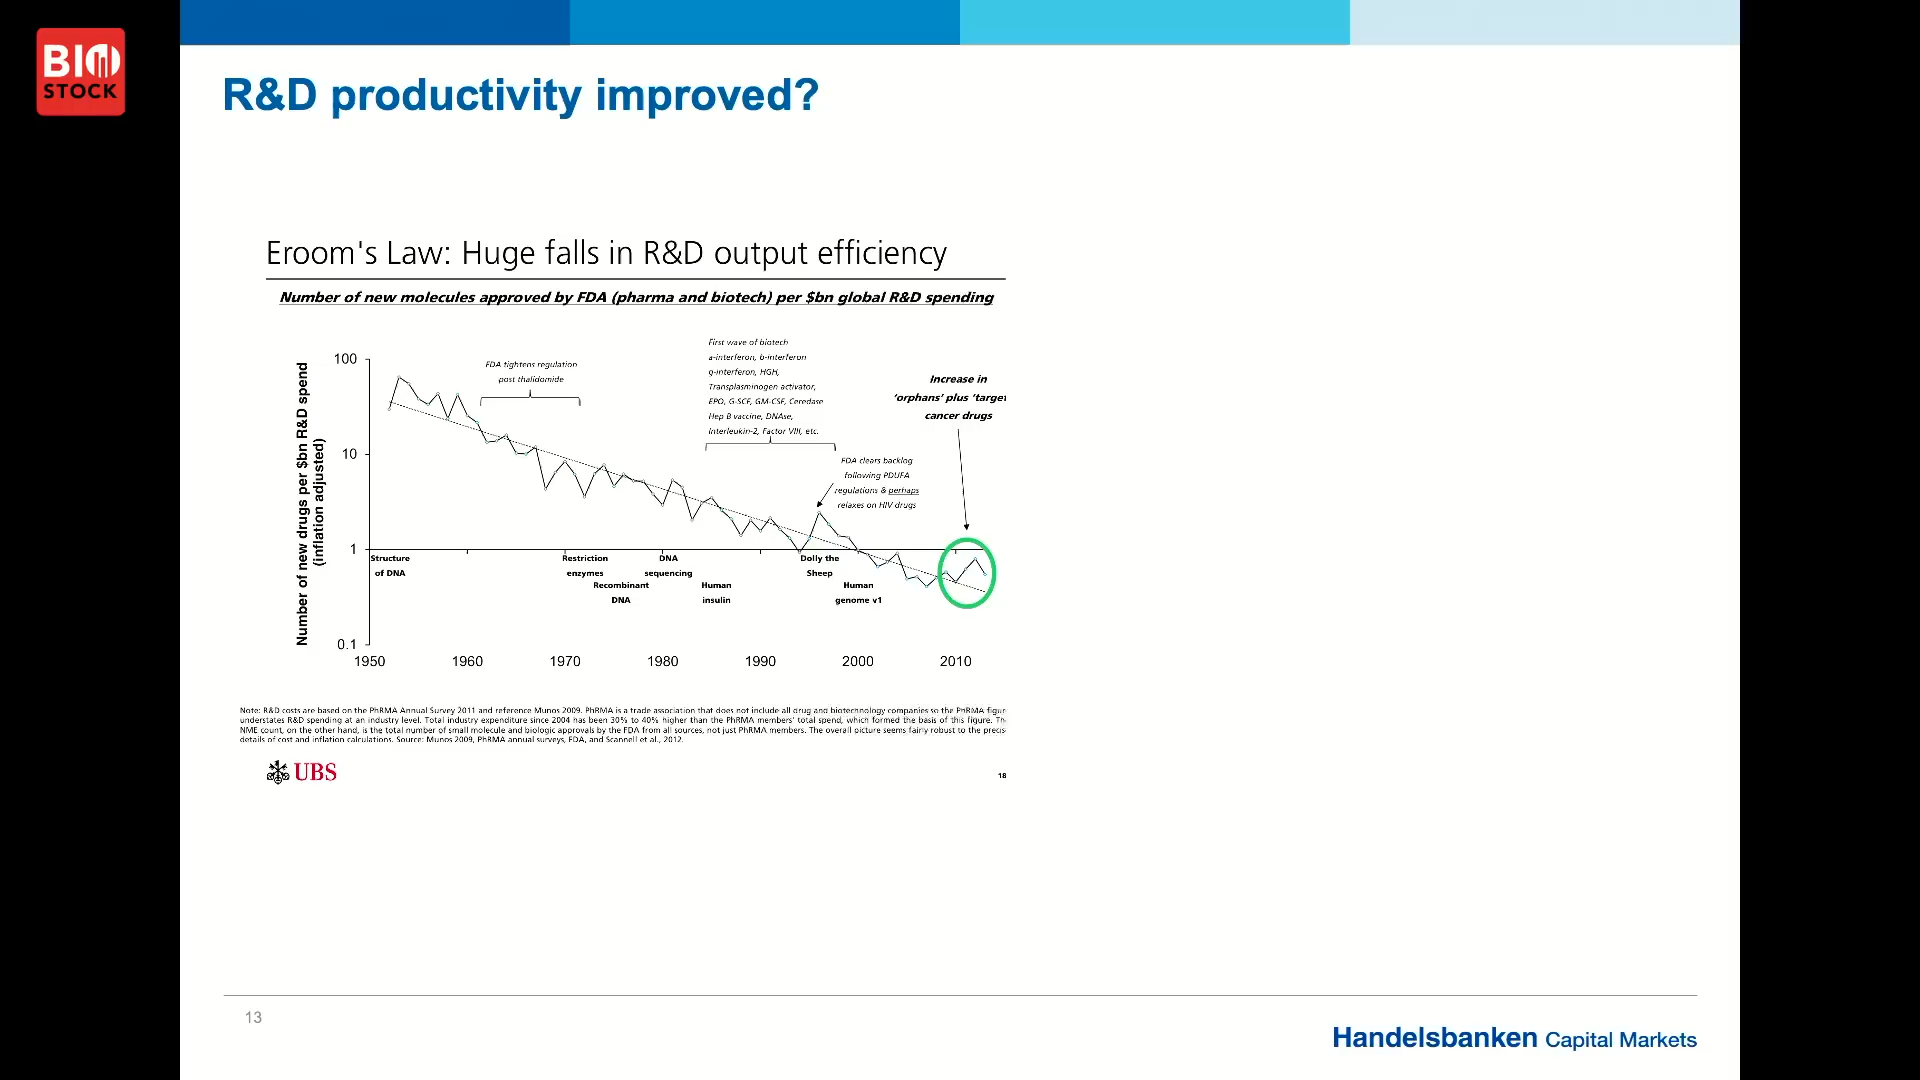 BIO
STOCK
R&D productivity improved?
Eroom's Law: Huge falls in R&D output efficiency
Number of new molecules approved by FDA (pharma and biotech) per $bn global R&D spending
Number of new drugs per $bn R&D spend
(inflation adjusted)
100
10
1
0.1
FDA tightens regulation
post thalidomide
First wave of biotech
a-interferon, b-interferon
g-interferon, HGH,
Transplasminogen activator,
EPO, G-SCF, GM-CSF, Ceredase
Hep B vaccine, DNAse,
Interleukin-2, Factor VIII, etc.
FDA clears backlog
following PDUFA
regulations & perhaps
relaxes on HIV drugs
Increase in
‘orphans’ plus ‘target
cancer drugs
Structure
of DNA
Restriction
enzymes
Recombinant
DNA
DNA
sequencing
Human
insulin
Dolly the
Sheep
Human
genome v1
1950 1960 1970 1980 1990 2000 2010
Note: R&D costs are based on the PhRMA Annual Survey 2011 and reference Munos 2009. PhRMA is a trade association that does not include all drug and biotechnology companies so the PhRMA figur
understates R&D spending at an industry level. Total industry expenditure since 2004 has been 30% to 40% higher than the PhRMA members' total spend, which formed the basis of this figure. Th
NME count, on the other hand, is the total number of small molecule and biologic approvals by the FDA from all sources, not just PhRMA members. The overall picture seems fairly robust to the precis
details of cost and inflation calculations. Source: Munos 2009, PhRMA annual surveys, FDA, and Scannell et al., 2012.
UBS
18
13
Handelsbanken Capital Markets